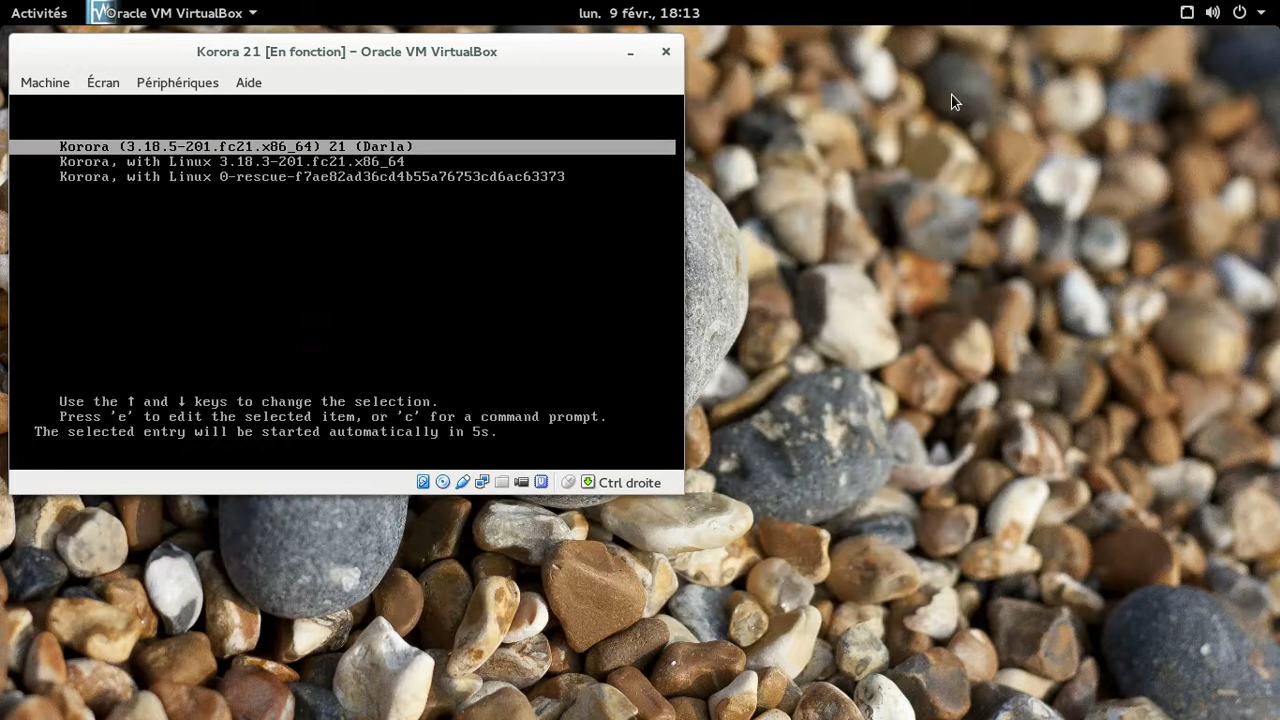 Activités Oracle VM VirtualBox lun. 9 févr., 18:13
Korora 21 [En fonction] – Oracle VM VirtualBox
Machine Écran Périphériques Aide
Korora (3.18.5-201.fc21.x86_64) 21 (Darla)
Korora, with Linux 3.18.3-201.fc21.x86_64
Korora, with Linux 0-rescue-f7ae82ad36cd4b55a76753cd6ac63373
Use the ↑ and ↓ keys to change the selection.
Press 'e' to edit the selected item, or 'c' for a command prompt.
The selected entry will be started automatically in 5s.
Ctrl droite